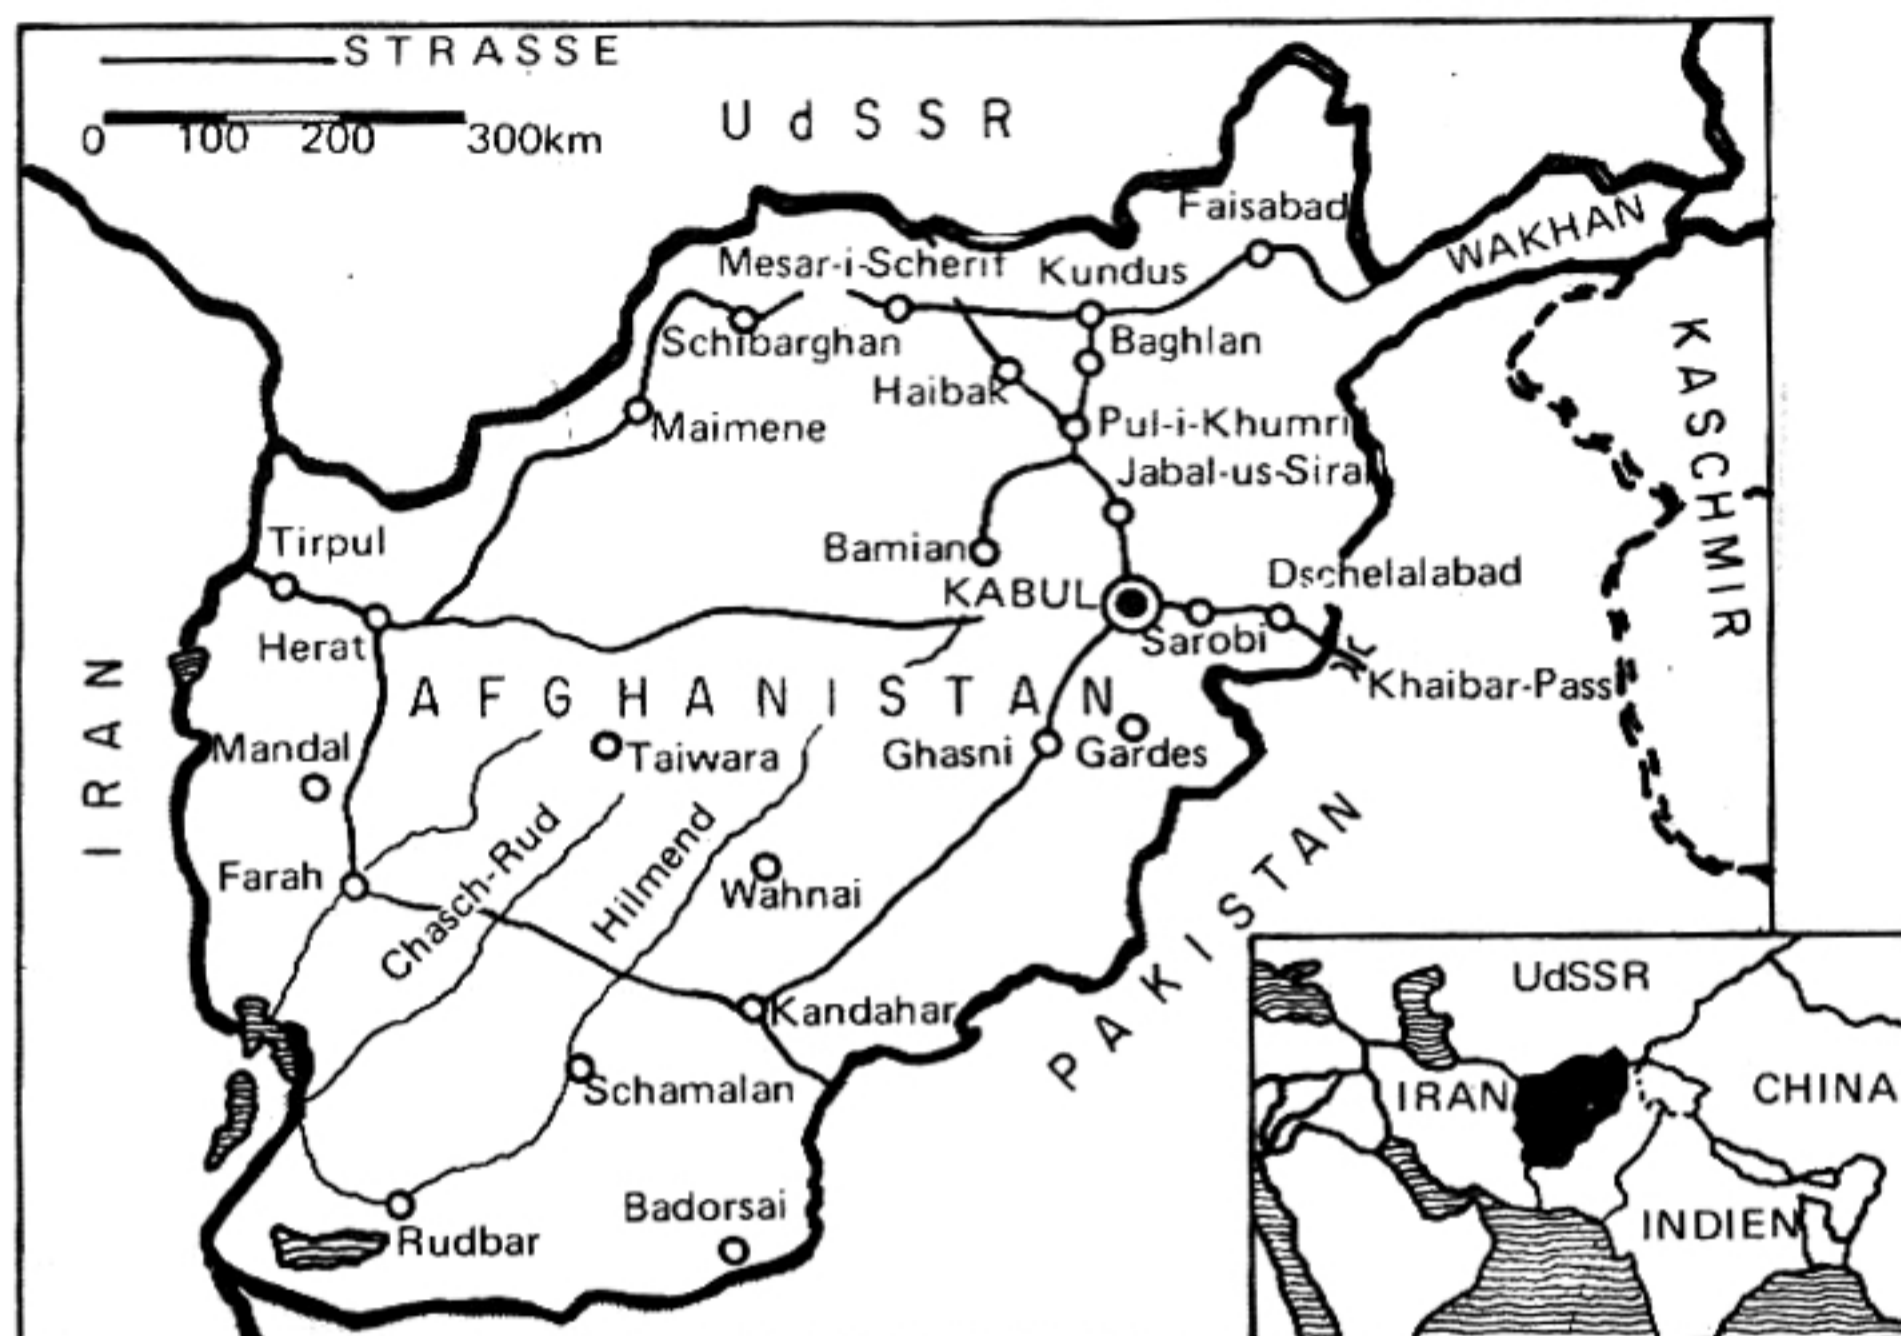 STRASSE
0 100 200 300km
UdSSR
Faisabad
WAKHAN
Mesar-i-Scherif
Kundus
Schibarghan
Baghlan
Haibak
KASCHMIR
Maimene
Pul-i-Khumri
Jabal-us-Siraj
Tirpul
Bamian
Dschelalabad
KABUL
Herat
Sarobi
IRAN
AFGHANISTAN
Khaibar-Pass
Mandal
Taiwara
Ghasni
Gardes
Farah
Chasch-Rud
Hilmend
Wahnai
PAKISTAN
Kandahar
Schamalan
Badorsai
Rudbar
UdSSR
IRAN
CHINA
INDIEN